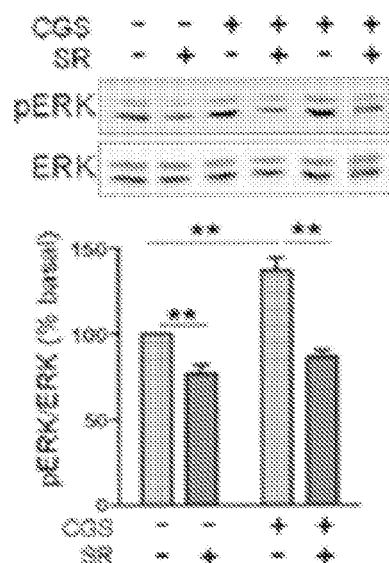 CGS - - + + + +
SR - + - + - +
pERK
ERK
150
100
50
0
pERK/ERK (% basal)
** **
**
CGS - - + +
SR - + - +